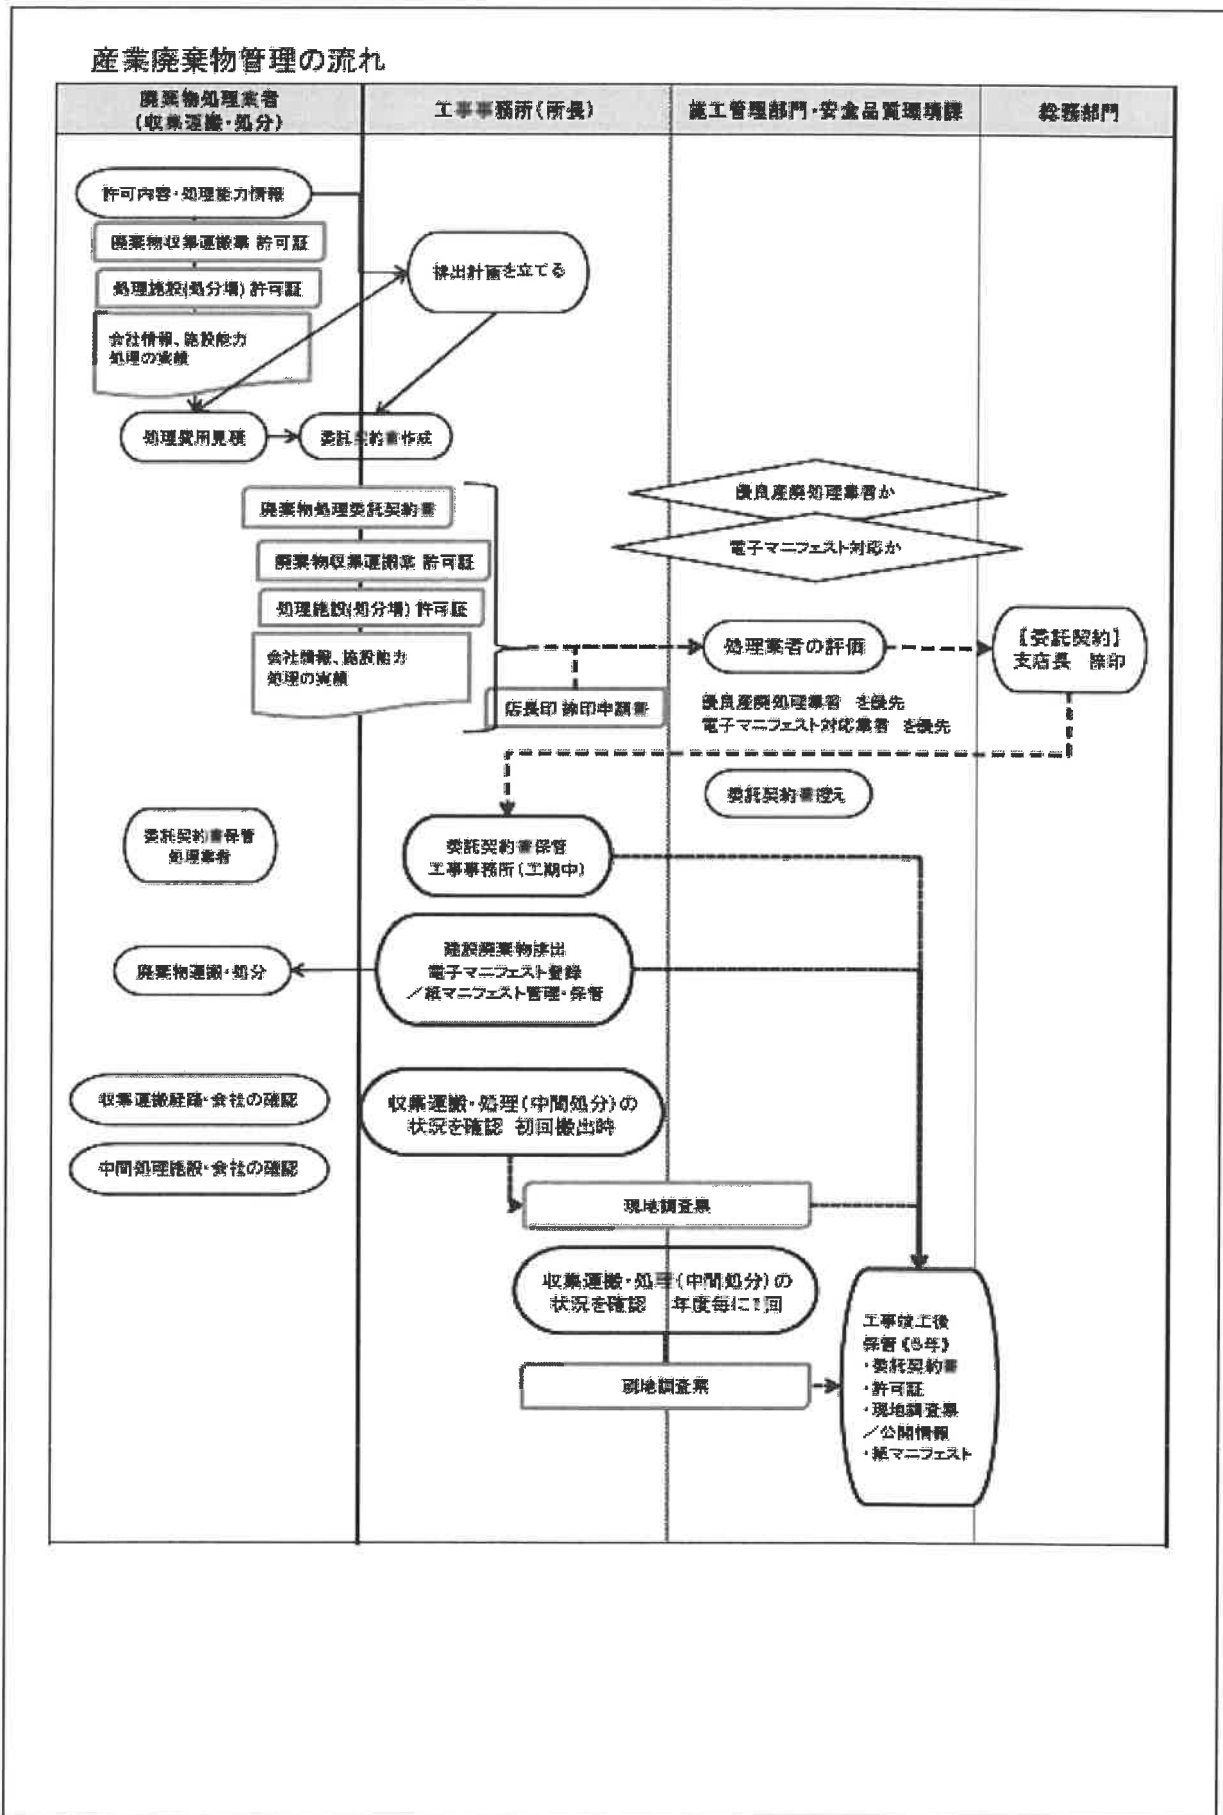 産業廃棄物管理の流れ
廃棄物処理業者
(収集運搬・処分)
工事事務所(所長)
施工管理部門・安全品質環境課
総務部門
許可内容・処理能力情報
廃棄物収集運搬業 許可証
処理施設(処分場) 許可証
会社情報、施設能力
処理の実績
排出計画を立てる
処理費用見積
委託契約書作成
廃棄物処理委託契約書
廃棄物収集運搬業 許可証
処理施設(処分場) 許可証
会社情報、施設能力
処理の実績
店長印 捺印申請書
優良産廃処理業者か
電子マニフェスト対応か
処理業者の評価
優良産廃処理業者 を優先
電子マニフェスト対応業者 を優先
【委託契約】
支店長 捺印
委託契約書控え
委託契約書保管
処理業者
委託契約書保管
工事事務所(工期中)
廃棄物運搬・処分
建設廃棄物排出
電子マニフェスト登録
／紙マニフェスト管理・保管
収集運搬経路・会社の確認
中間処理施設・会社の確認
収集運搬・処理(中間処分)の
状況を確認 初回搬出時
現地調査票
収集運搬・処理(中間処分)の
状況を確認 年度毎に1回
現地調査票
工事竣工後
保管《5年》
・委託契約書
・許可証
・現地調査票
／公開情報
・紙マニフェスト